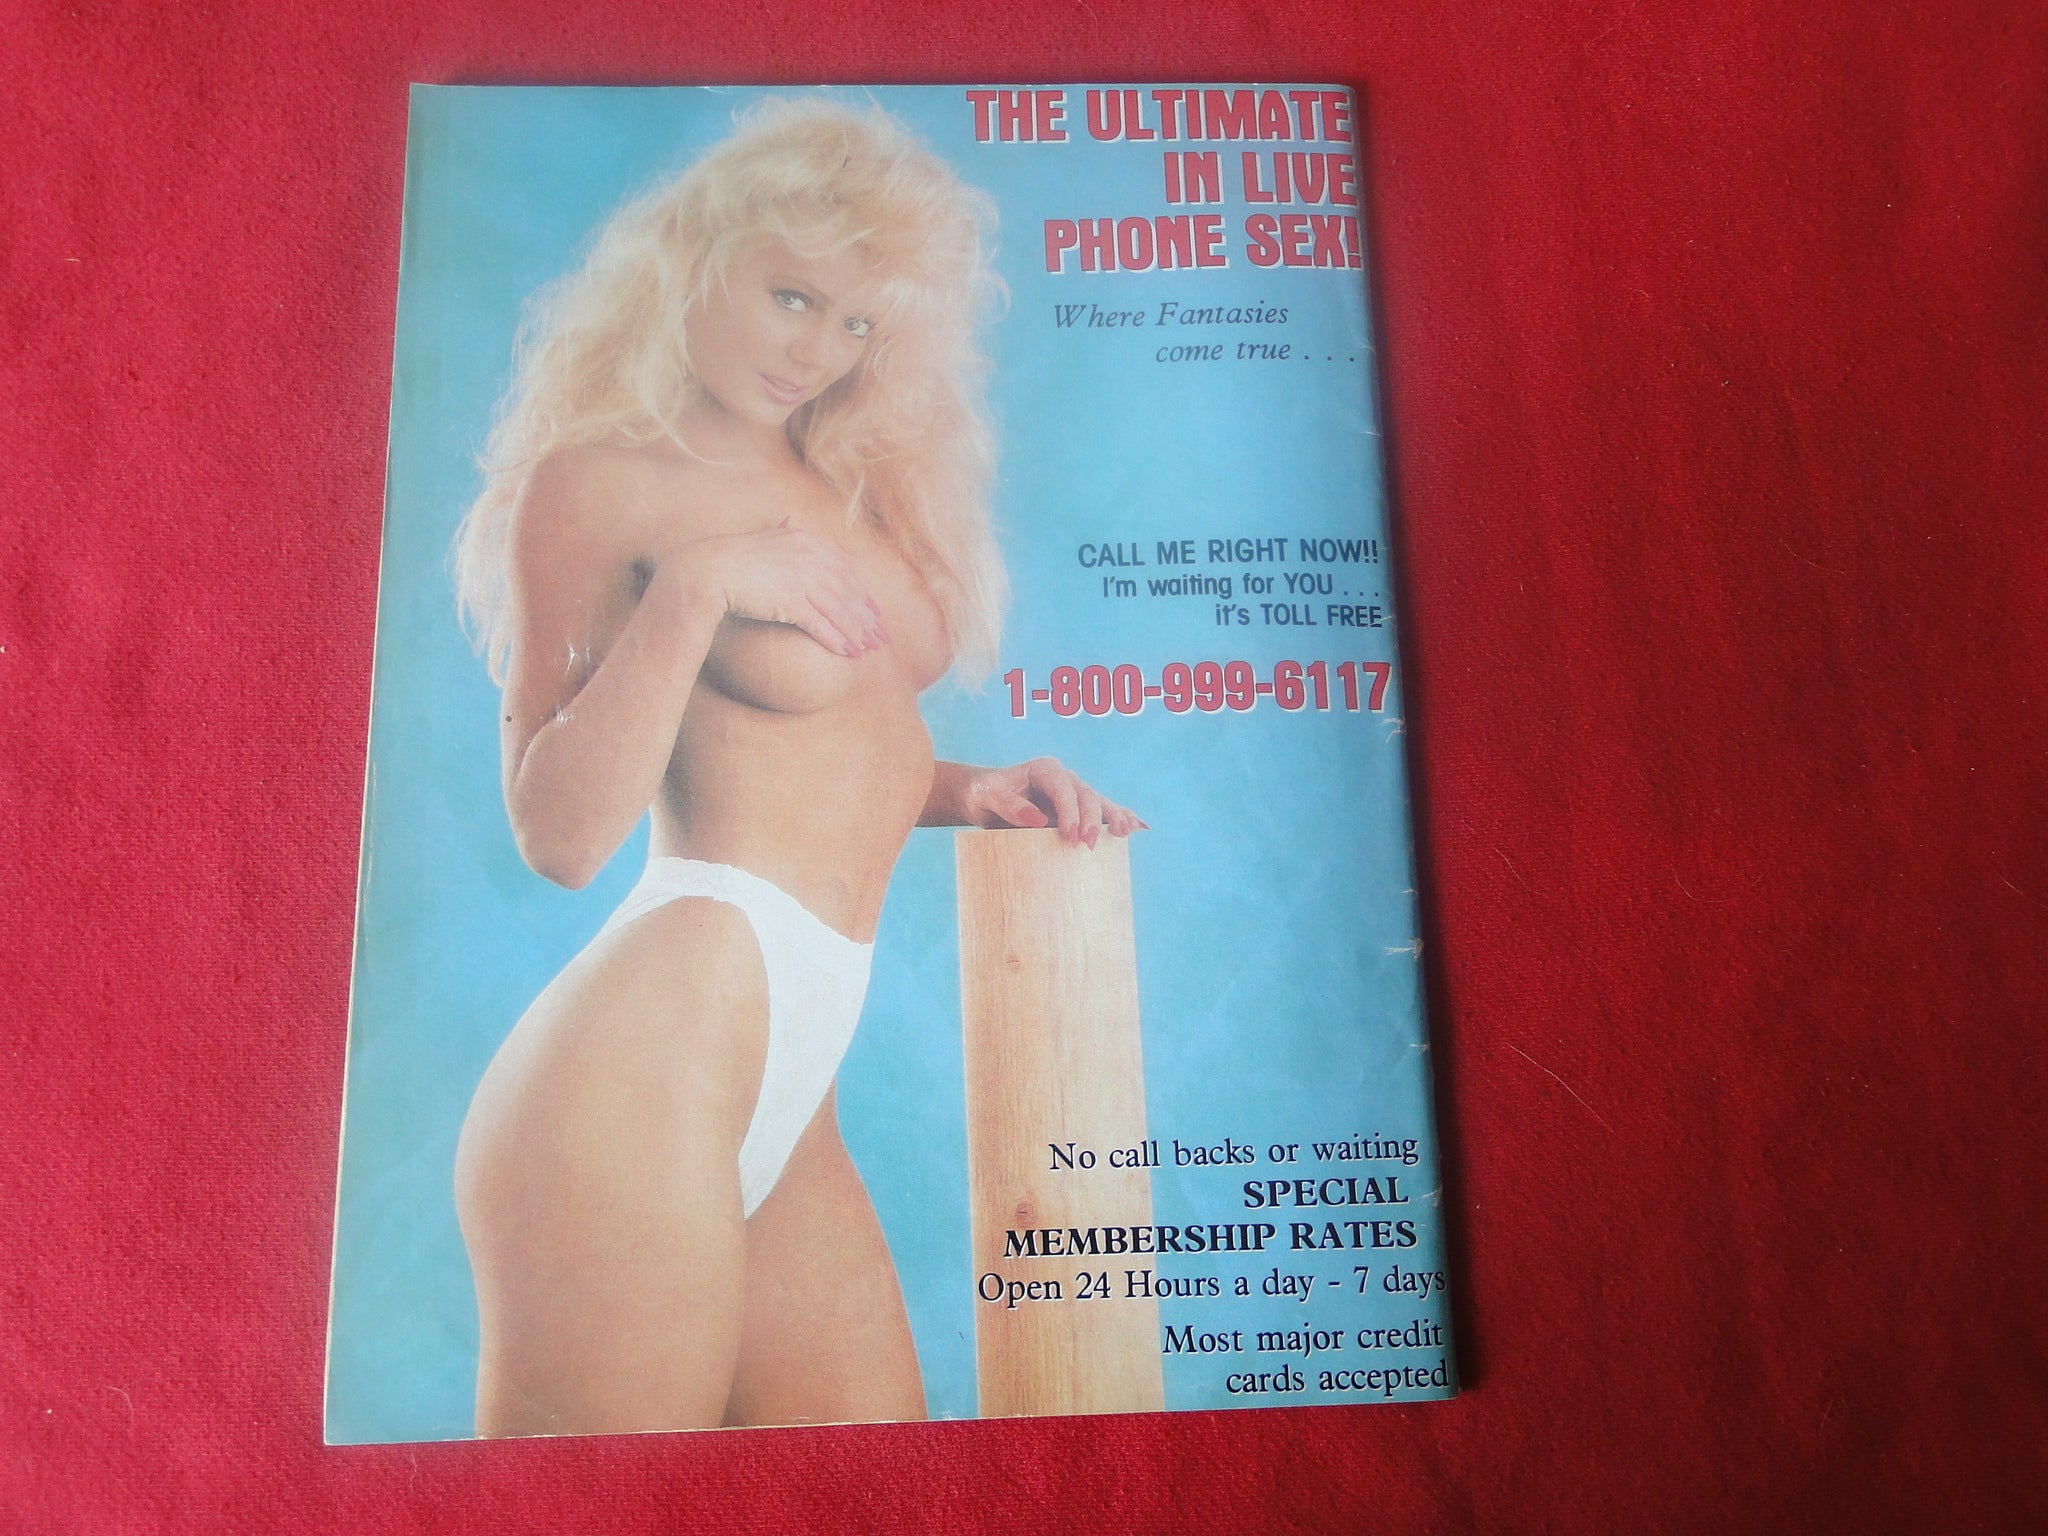 THE ULTIMATE
IN LIVE
PHONE SEX!
Where Fantasies
come true . . .
CALL ME RIGHT NOW!!
I'm waiting for YOU . . .
it's TOLL FREE
1-800-999-6117
No call backs or waiting
SPECIAL
MEMBERSHIP RATES
Open 24 Hours a day - 7 days
Most major credit
cards accepted